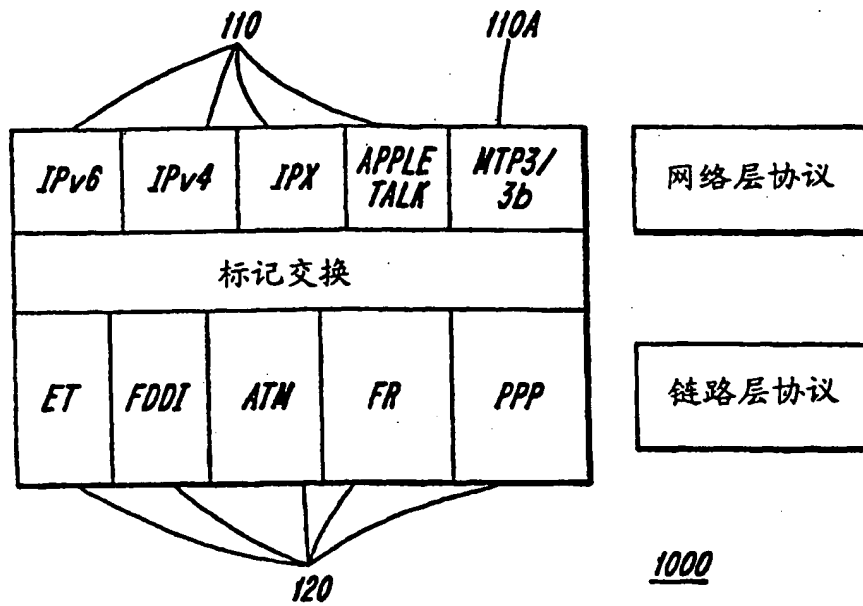 110
110A
IPv6
IPv4
IPX
APPLE
TALK
MTP3/
3b
网络层协议
标记交换
ET
FDDI
ATM
FR
PPP
链路层协议
120
1000